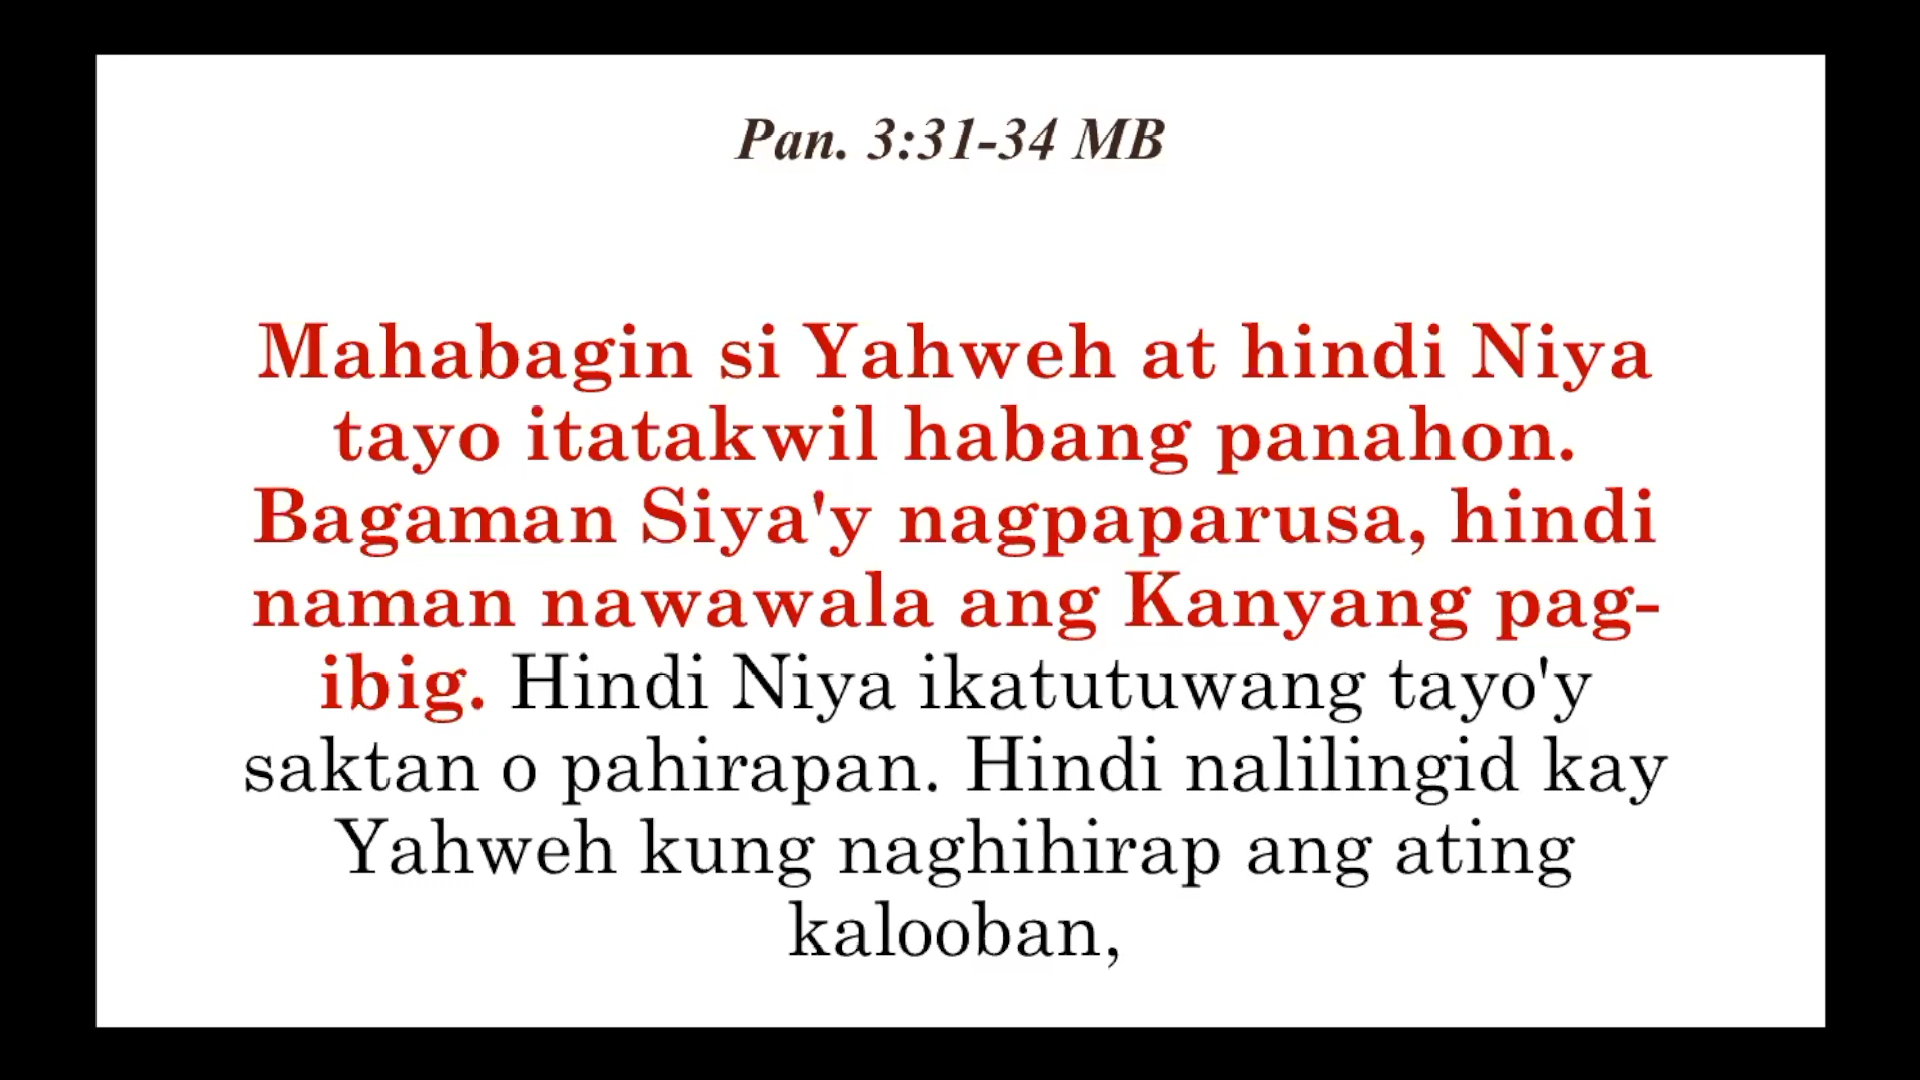 Pan. 3:31-34 MB
Mahabagin si Yahweh at hindi Niya
tayo itatakwil habang panahon.
Bagaman Siya'y nagpaparusa, hindi
naman nawawala ang Kanyang pag-
ibig. Hindi Niya ikatutuwang tayo'y
saktan o pahirapan. Hindi nalilingid kay
Yahweh kung naghihirap ang ating
kalooban,